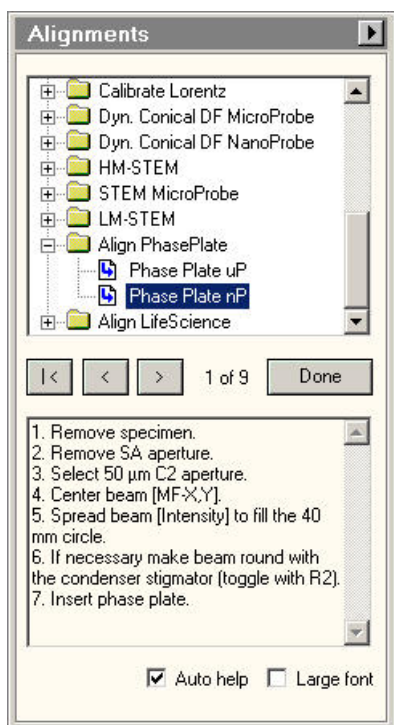 Alignments
Calibrate Lorentz
Dyn. Conical DF MicroProbe
Dyn. Conical DF NanoProbe
HM-STEM
STEM MicroProbe
LM-STEM
Align PhasePlate
Phase Plate uP
Phase Plate nP
Align LifeScience
|< < > 1 of 9 Done
1. Remove specimen.
2. Remove SA aperture.
3. Select 50 µm C2 aperture.
4. Center beam [MF-X,Y].
5. Spread beam [Intensity] to fill the 40
mm circle.
6. If necessary make beam round with
the condenser stigmator (toggle with R2).
7. Insert phase plate.
Auto help Large font